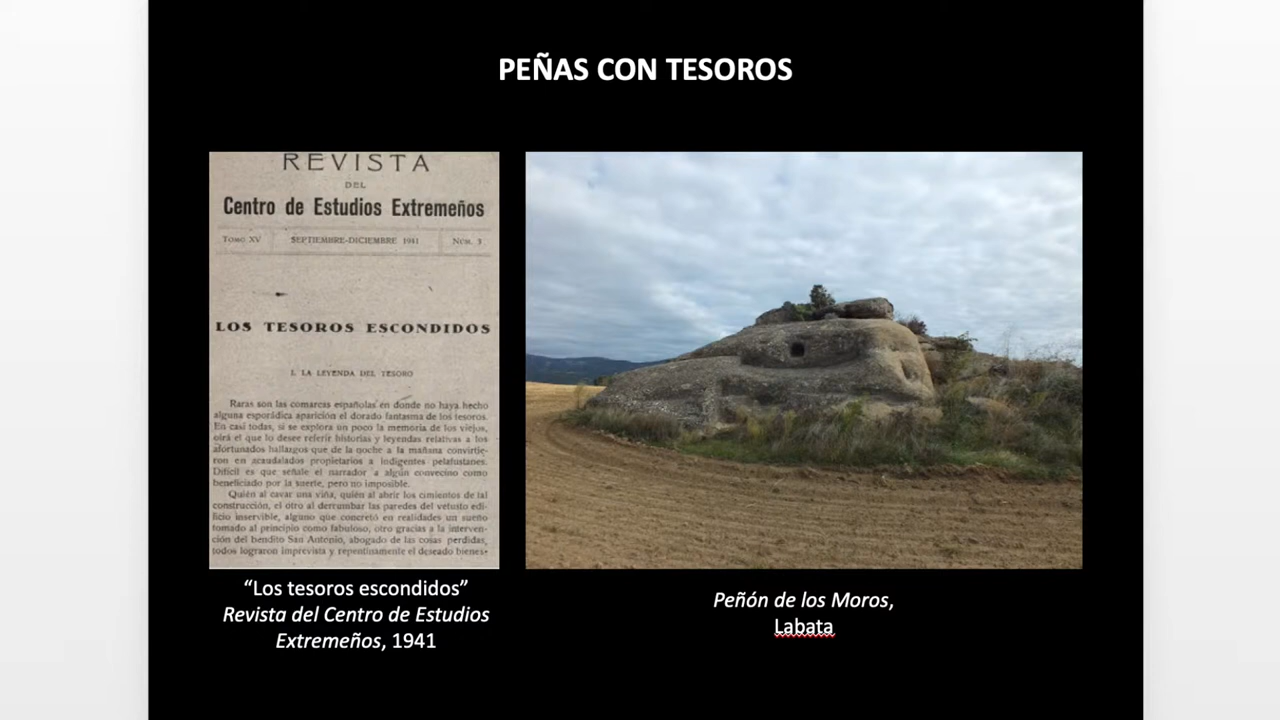 PEÑAS CON TESOROS
REVISTA
DEL
Centro de Estudios Extremeños
TOMO XV SEPTIEMBRE-DICIEMBRE 1941 NÚM. 3
LOS TESOROS ESCONDIDOS
I. LA LEYENDA DEL TESORO
Raras son las comarcas españolas en donde no haya hecho
alguna esporádica aparición el dorado fantasma de los tesoros.
En casi todas, si se explora un poco la memoria de los viejos,
oirá el que lo desee referir historias y leyendas relativas a los
afortunados hallazgos que de la noche a la mañana convirtie-
ron en acaudalados propietarios a indigentes pelafustanes.
Difícil es que señale el narrador a algún convecino como
beneficiado por la suerte, pero no imposible.
Quién al cavar una viña, quién al abrir los cimientos de tal
construcción, el otro al derrumbar las paredes del vetusto edi-
ficio inservible, alguno que concretó en realidades un sueño
tomado al principio como fabuloso, otro gracias a la interven-
ción del bendito San Antonio, abogado de las cosas perdidas,
todos lograron imprevista y repentinamente el deseado bienes-
“Los tesoros escondidos”
Revista del Centro de Estudios
Extremeños, 1941
Peñón de los Moros,
Labata